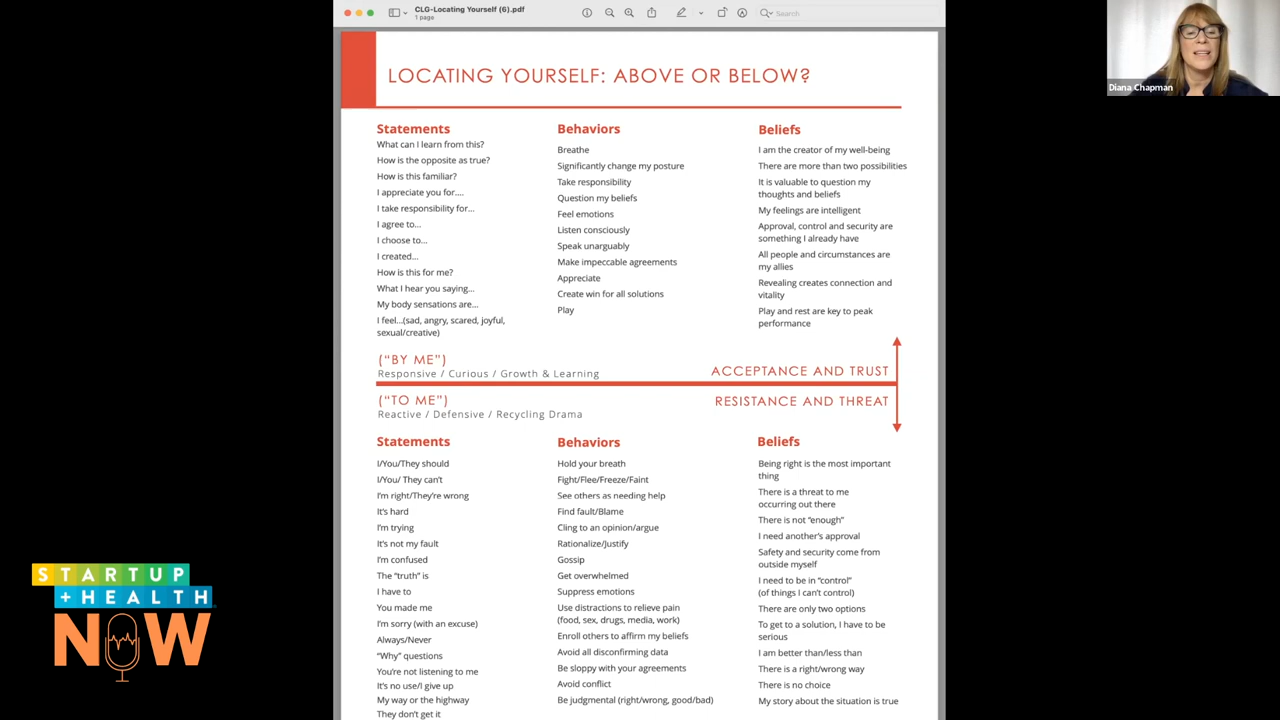 CLG-Locating Yourself (6).pdf
1 page
Search
Diana Chapman
LOCATING YOURSELF: ABOVE OR BELOW?
Statements
What can I learn from this?
How is the opposite as true?
How is this familiar?
I appreciate you for....
I take responsibility for...
I agree to...
I choose to...
I created...
How is this for me?
What I hear you saying...
My body sensations are...
I feel...(sad, angry, scared, joyful,
sexual/creative)
Behaviors
Breathe
Significantly change my posture
Take responsibility
Question my beliefs
Feel emotions
Listen consciously
Speak unarguably
Make impeccable agreements
Appreciate
Create win for all solutions
Play
Beliefs
I am the creator of my well-being
There are more than two possibilities
It is valuable to question my
thoughts and beliefs
My feelings are intelligent
Approval, control and security are
something I already have
All people and circumstances are
my allies
Revealing creates connection and
vitality
Play and rest are key to peak
performance
("BY ME")
Responsive / Curious / Growth & Learning
ACCEPTANCE AND TRUST
("TO ME")
Reactive / Defensive / Recycling Drama
RESISTANCE AND THREAT
Statements
I/You/They should
I/You/ They can't
I'm right/They're wrong
It's hard
I'm trying
It's not my fault
I'm confused
The "truth" is
I have to
You made me
I'm sorry (with an excuse)
Always/Never
"Why" questions
You're not listening to me
It's no use/I give up
My way or the highway
They don't get it
Behaviors
Hold your breath
Fight/Flee/Freeze/Faint
See others as needing help
Find fault/Blame
Cling to an opinion/argue
Rationalize/Justify
Gossip
Get overwhelmed
Suppress emotions
Use distractions to relieve pain
(food, sex, drugs, media, work)
Enroll others to affirm my beliefs
Avoid all disconfirming data
Be sloppy with your agreements
Avoid conflict
Be judgmental (right/wrong, good/bad)
Beliefs
Being right is the most important
thing
There is a threat to me
occurring out there
There is not "enough"
I need another's approval
Safety and security come from
outside myself
I need to be in "control"
(of things I can't control)
There are only two options
To get to a solution, I have to be
serious
I am better than/less than
There is a right/wrong way
There is no choice
My story about the situation is true
STARTUP
+HEALTH
NOW